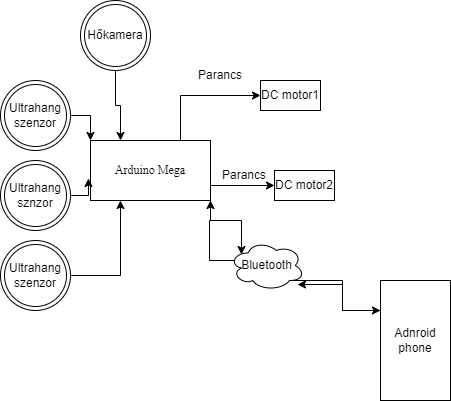 Hőkamera
Parancs
DC motor1
Ultrahang
szenzor
Arduino Mega
Parancs
DC motor2
Ultrahang
sznzor
Ultrahang
szenzor
Bluetooth
Adnroid
phone